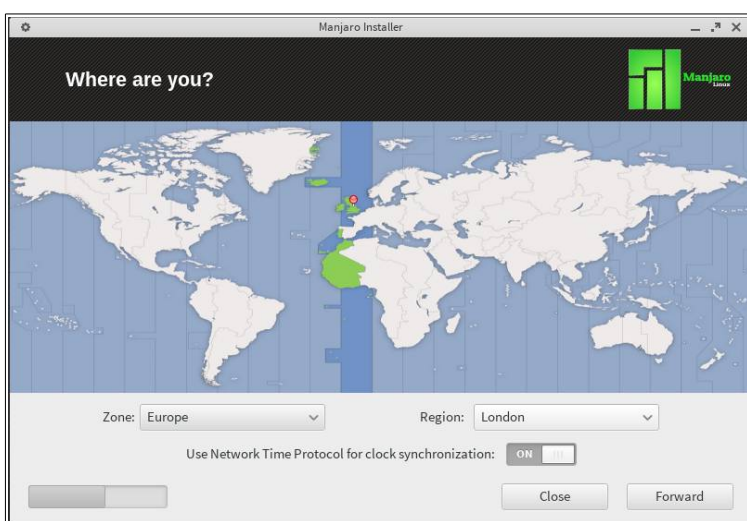 Manjaro Installer
Where are you?
Manjaro
Linux
Zone: Europe Region: London
Use Network Time Protocol for clock synchronization: ON
Close Forward